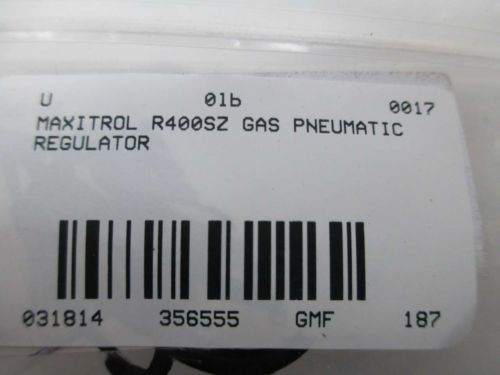 U 01b 0017
MAXITROL R400SZ GAS PNEUMATIC
REGULATOR
031814 356555 GMF 187